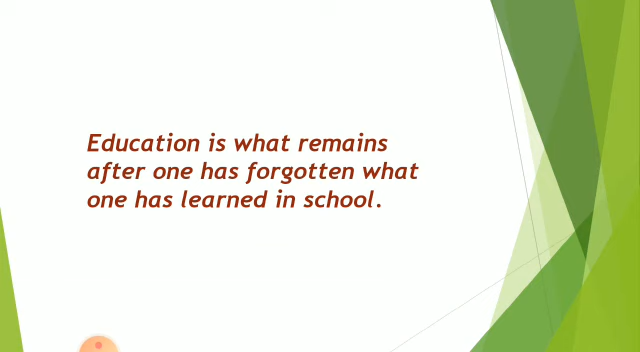 Education is what remains
after one has forgotten what
one has learned in school.